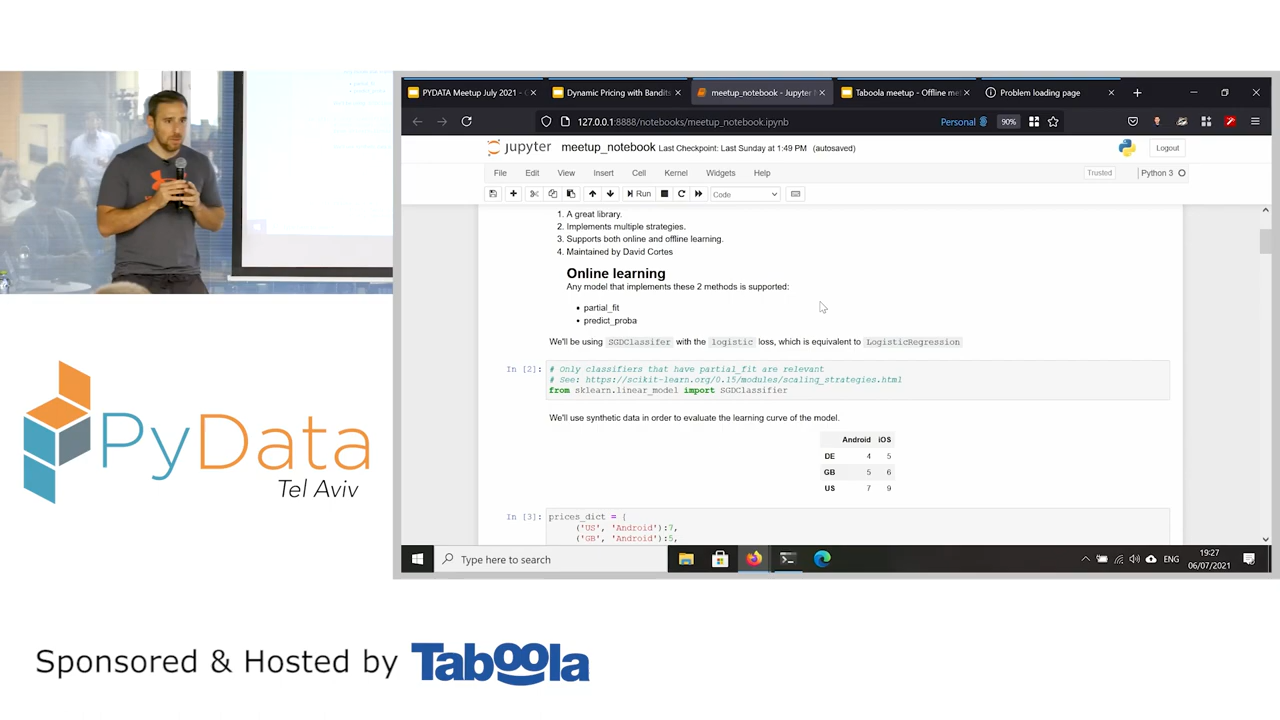 PYDATA Meetup July 2021 -
Dynamic Pricing with Bandits
meetup_notebook - Jupyter
Taboola meetup - Offline me
Problem loading page
127.0.0.1:8888/notebooks/meetup_notebook.ipynb
Personal
90%
jupyter meetup_notebook Last Checkpoint: Last Sunday at 1:49 PM (autosaved)
Logout
File Edit View Insert Cell Kernel Widgets Help
Trusted
Python 3
Run
Code
1. A great library.
2. Implements multiple strategies.
3. Supports both online and offline learning.
4. Maintained by David Cortes
Online learning
Any model that implements these 2 methods is supported:
• partial_fit
• predict_proba
We'll be using SGDClassifer with the logistic loss, which is equivalent to LogisticRegression
In [2]: # Only classifiers that have partial_fit are relevant
# See: https://scikit-learn.org/0.15/modules/scaling_strategies.html
from sklearn.linear_model import SGDClassifier
We'll use synthetic data in order to evaluate the learning curve of the model.
Android iOS
DE 4 5
GB 5 6
US 7 9
In [3]: prices_dict = {
('US', 'Android'):7,
('GB', 'Android'):5,
Type here to search
ENG
19:27
06/07/2021
PyData
Tel Aviv
Sponsored & Hosted by Taboola